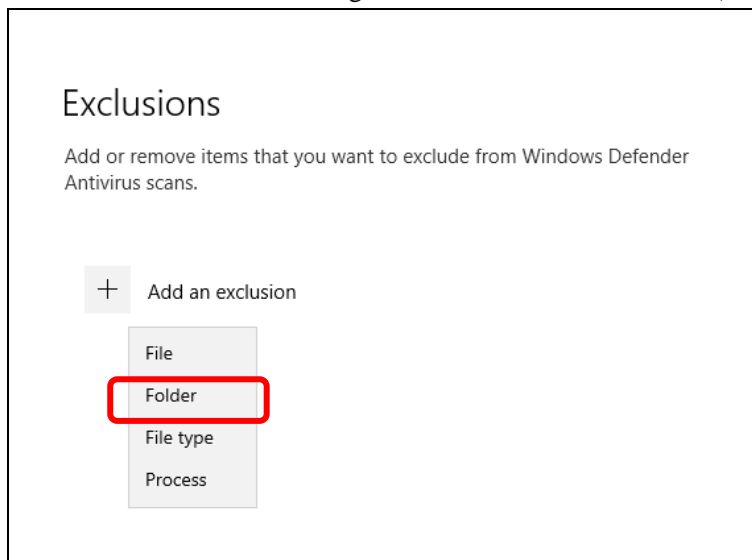 Exclusions
Add or remove items that you want to exclude from Windows Defender
Antivirus scans.
+ Add an exclusion
File
Folder
File type
Process